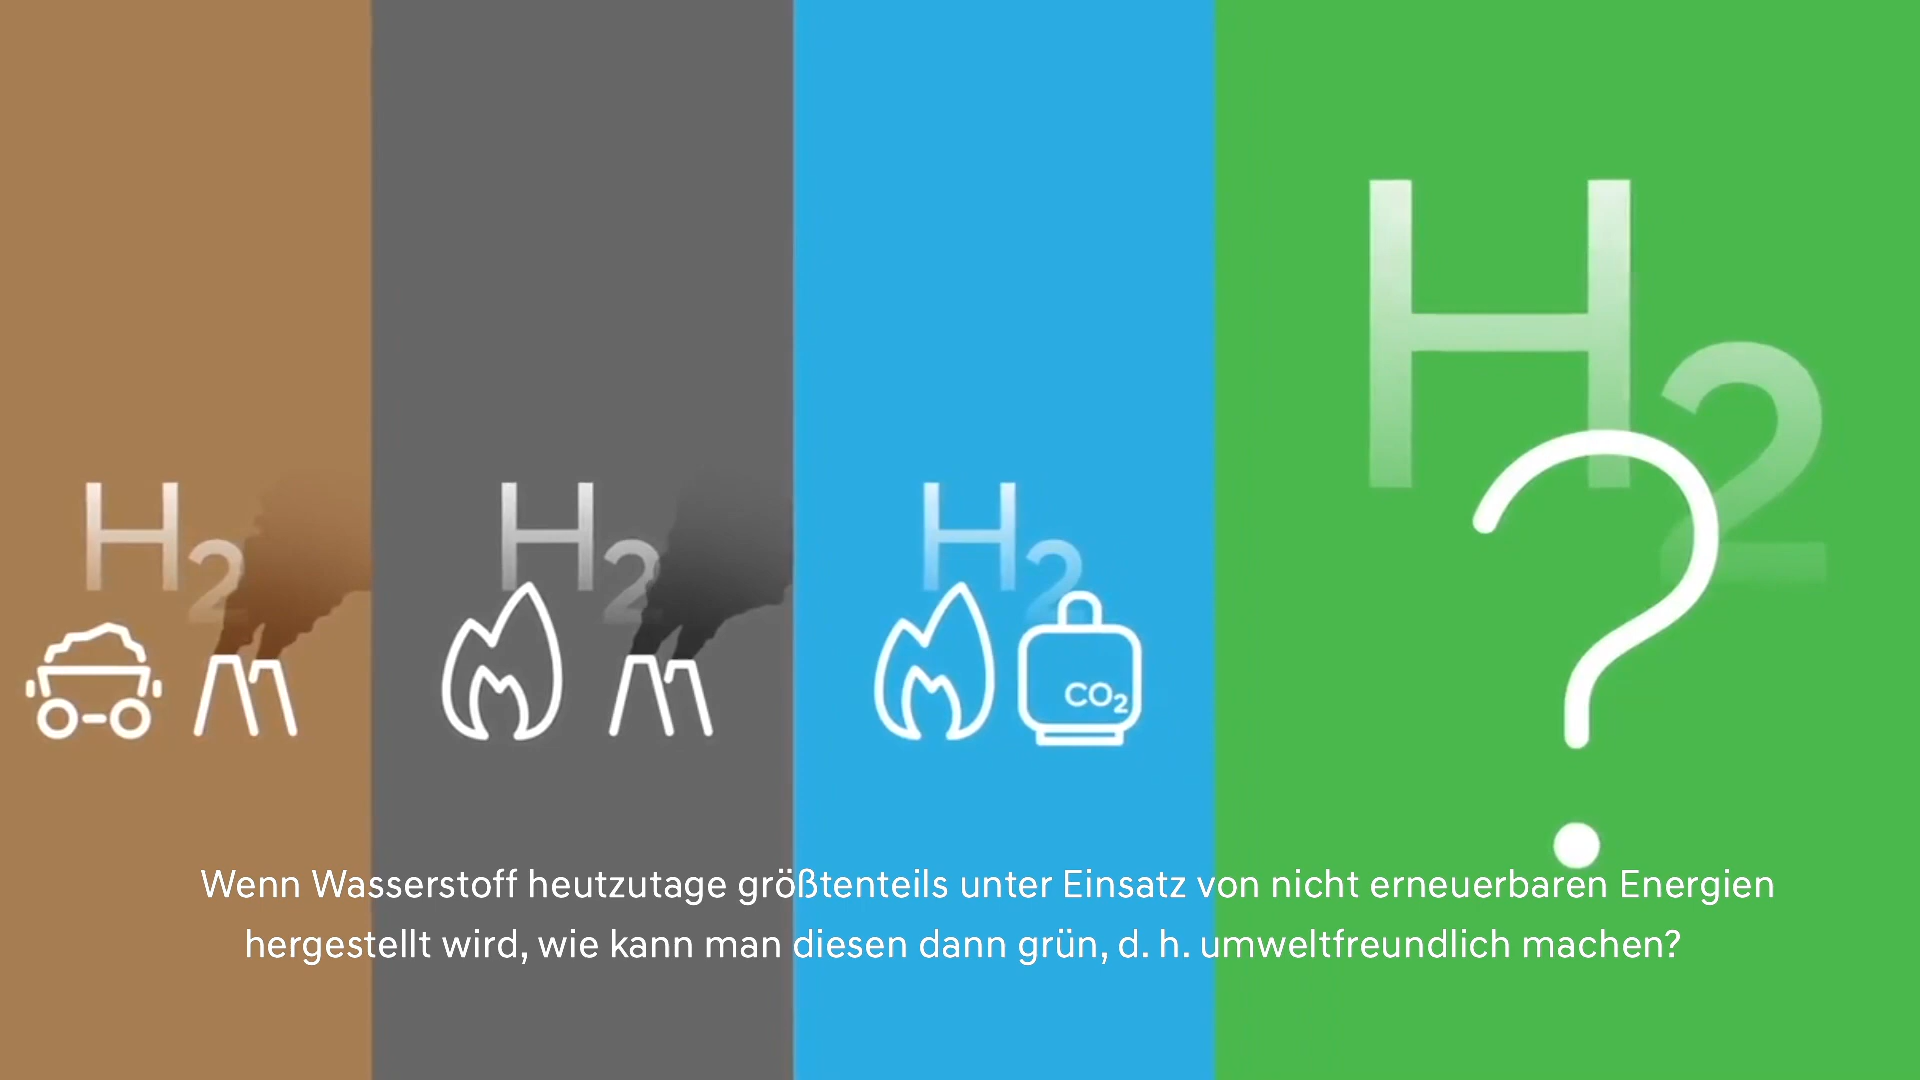 H2
H2
H2
H2
?
CO2
Wenn Wasserstoff heutzutage größtenteils unter Einsatz von nicht erneuerbaren Energien
hergestellt wird, wie kann man diesen dann grün, d. h. umweltfreundlich machen?